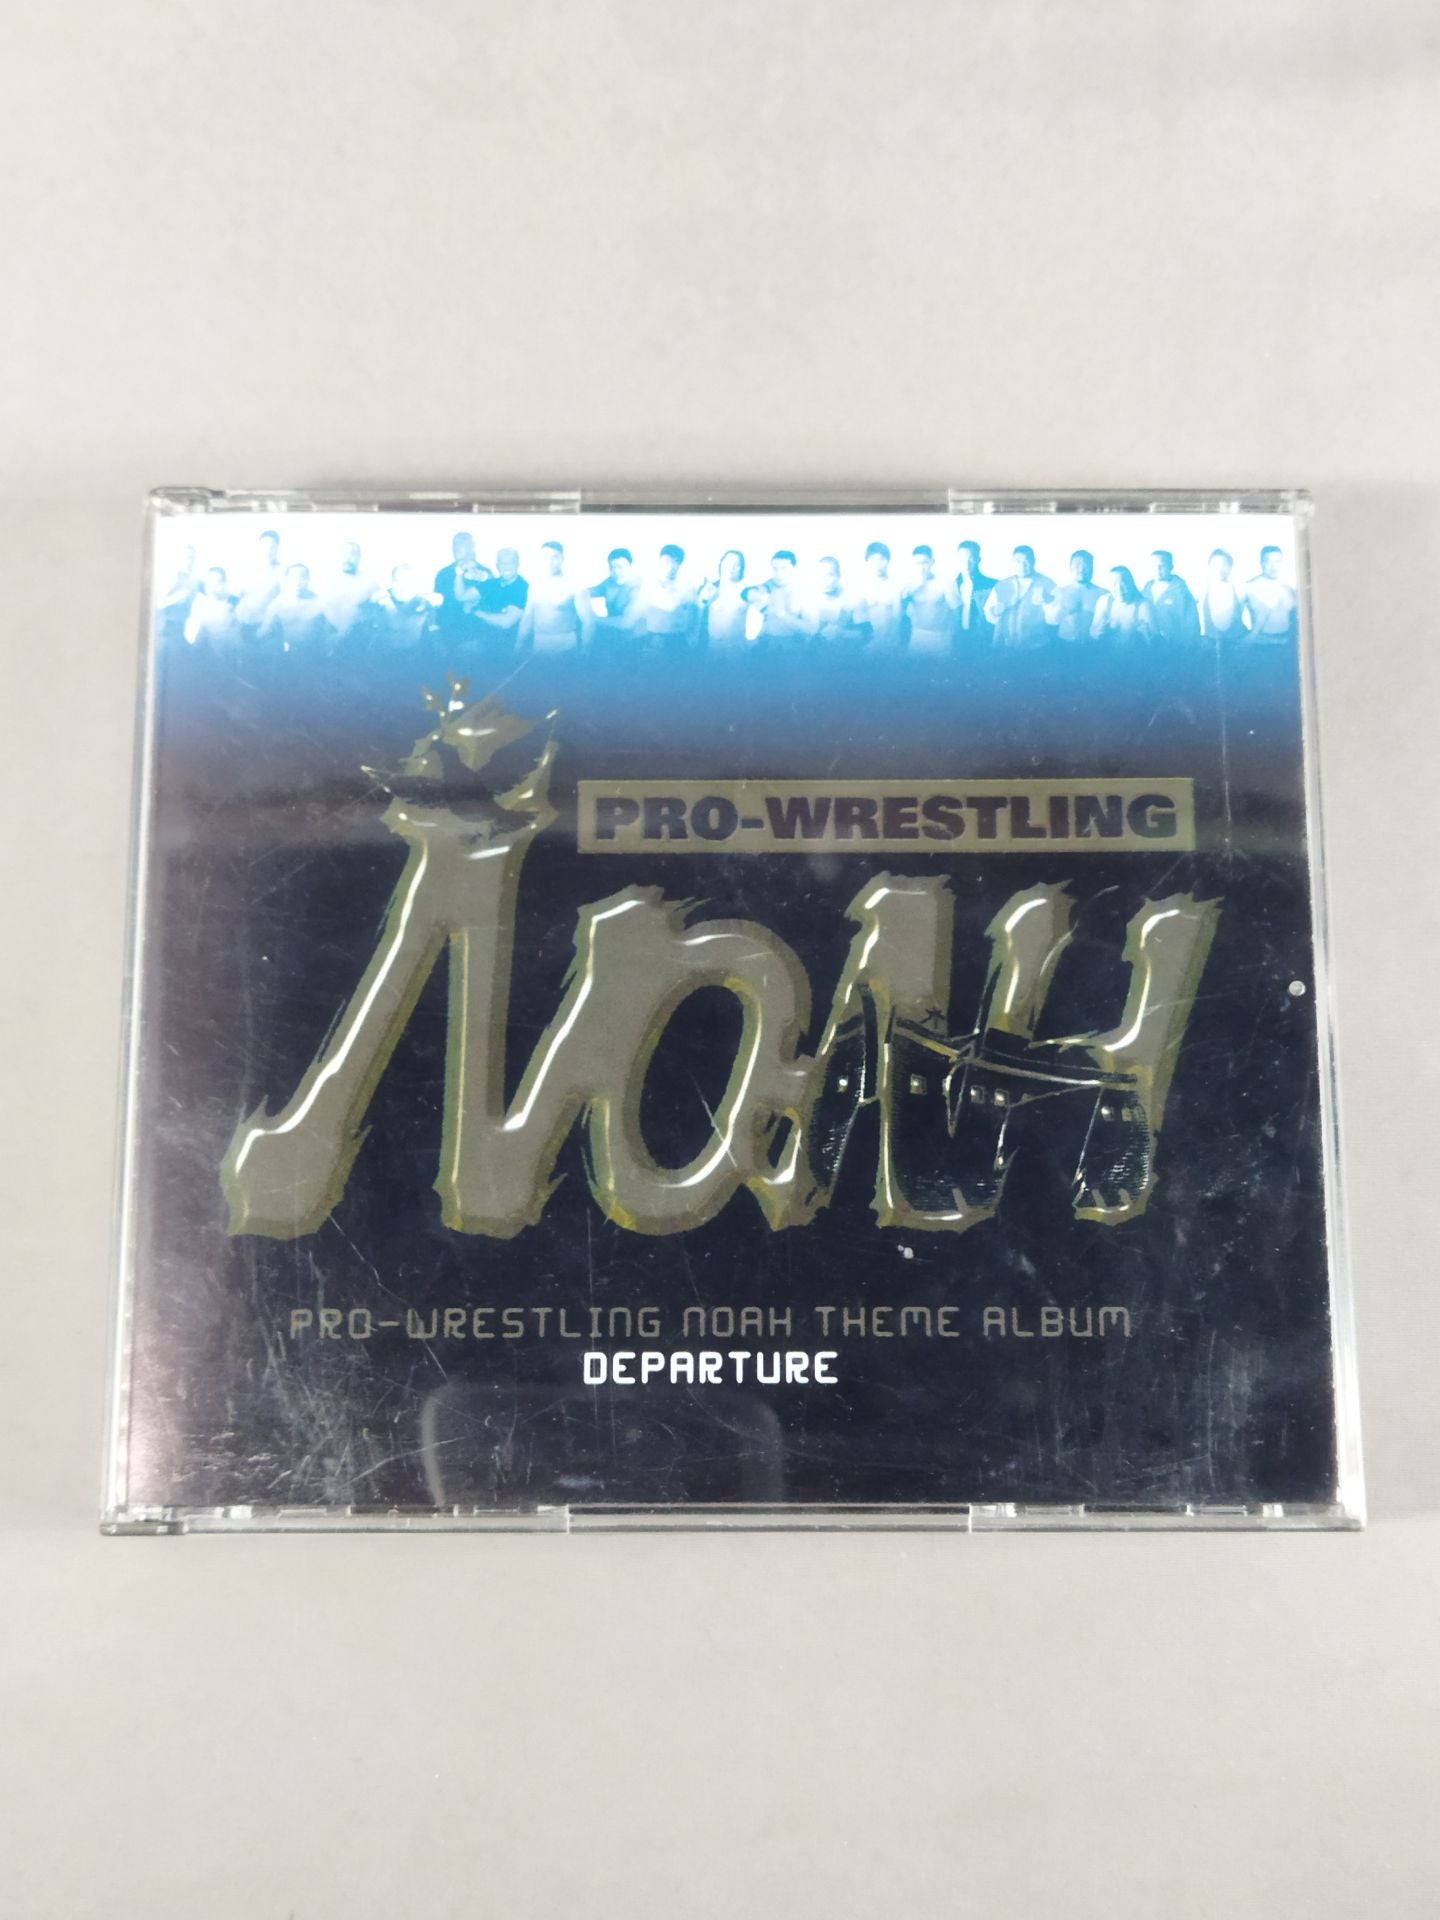 PRO-WRESTLING
NOAH
PRO-WRESTLING NOAH THEME ALBUM
DEPARTURE